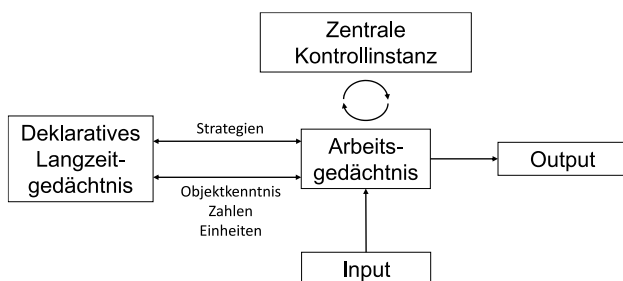 Zentrale
Kontrollinstanz
Deklaratives
Langzeit-
gedächtnis
Strategien
Objektkenntnis
Zahlen
Einheiten
Arbeits-
gedächtnis
Output
Input